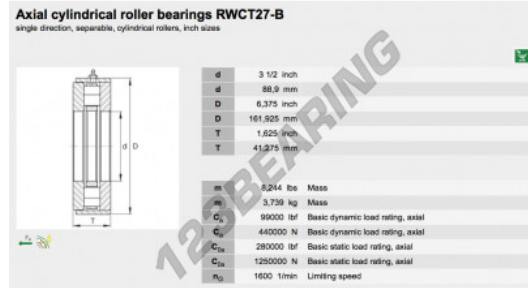 Axial cylindrical roller bearings RWCT27-B
single direction, separable, cylindrical rollers, inch sizes
d 3 1/2 inch
d 88,9 mm
D 6,375 inch
D 161,925 mm
T 1,625 inch
T 41,275 mm
d D
T
m 8,244 lbs Mass
m 3,739 kg Mass
Ca 99000 lbf Basic dynamic load rating, axial
Ca 440000 N Basic dynamic load rating, axial
C0a 280000 lbf Basic static load rating, axial
C0a 1250000 N Basic static load rating, axial
nG 1600 1/min Limiting speed
123BEARING